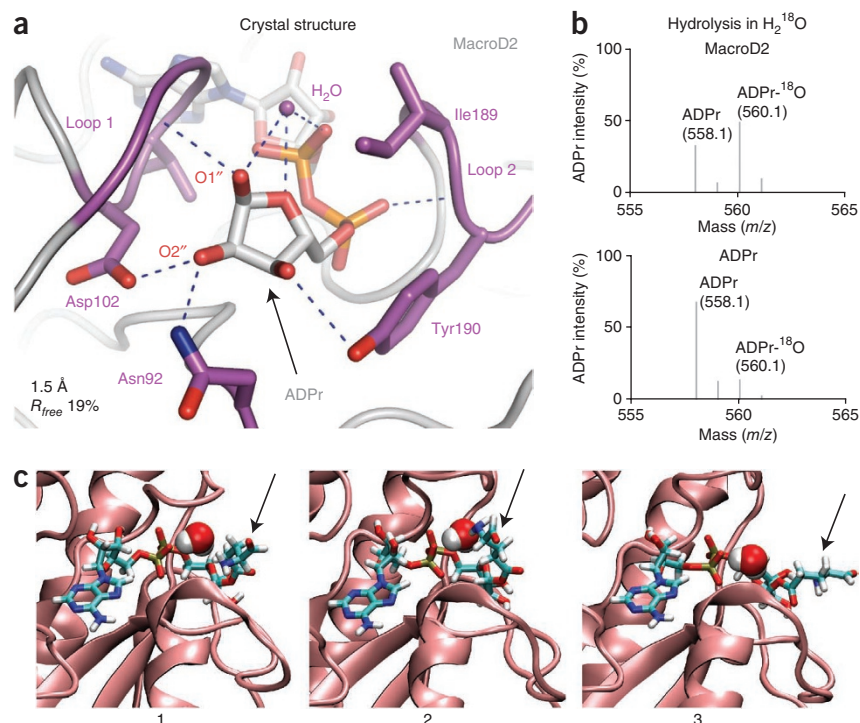 a
Crystal structure
MacroD2
H₂O
Loop 1
Ile189
O1″
Loop 2
O2″
Asp102
Tyr190
Asn92
ADPr
1.5 Å
R_free 19%
b
Hydrolysis in H₂¹⁸O
MacroD2
ADPr intensity (%)
100
50
0
ADPr
(558.1)
ADPr-¹⁸O
(560.1)
555
560
565
Mass (m/z)
ADPr
ADPr intensity (%)
100
50
0
ADPr
(558.1)
ADPr-¹⁸O
(560.1)
555
560
565
Mass (m/z)
c
1
2
3